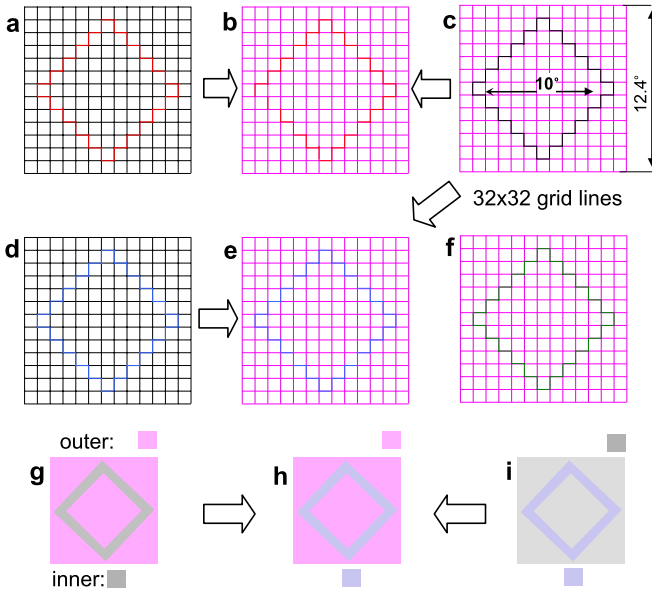 a
b
c
10°
12.4°
32x32 grid lines
d
e
f
outer:
g
h
i
inner: